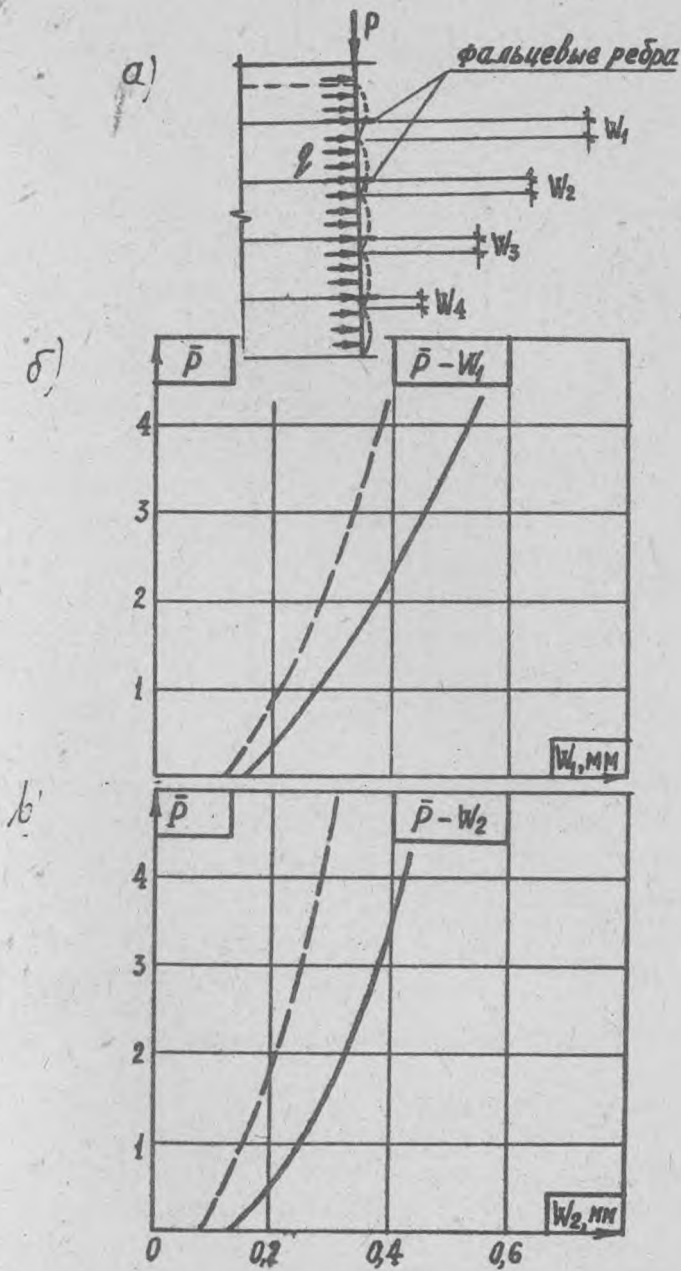 P
а)
фальцевые ребра
W₁
q
W₂
W₃
W₄
б)
P̄
P̄ – W₁
4
3
2
1
W₁, мм
в
P̄
P̄ – W₂
4
3
2
1
W₂, мм
0
0,2
0,4
0,6